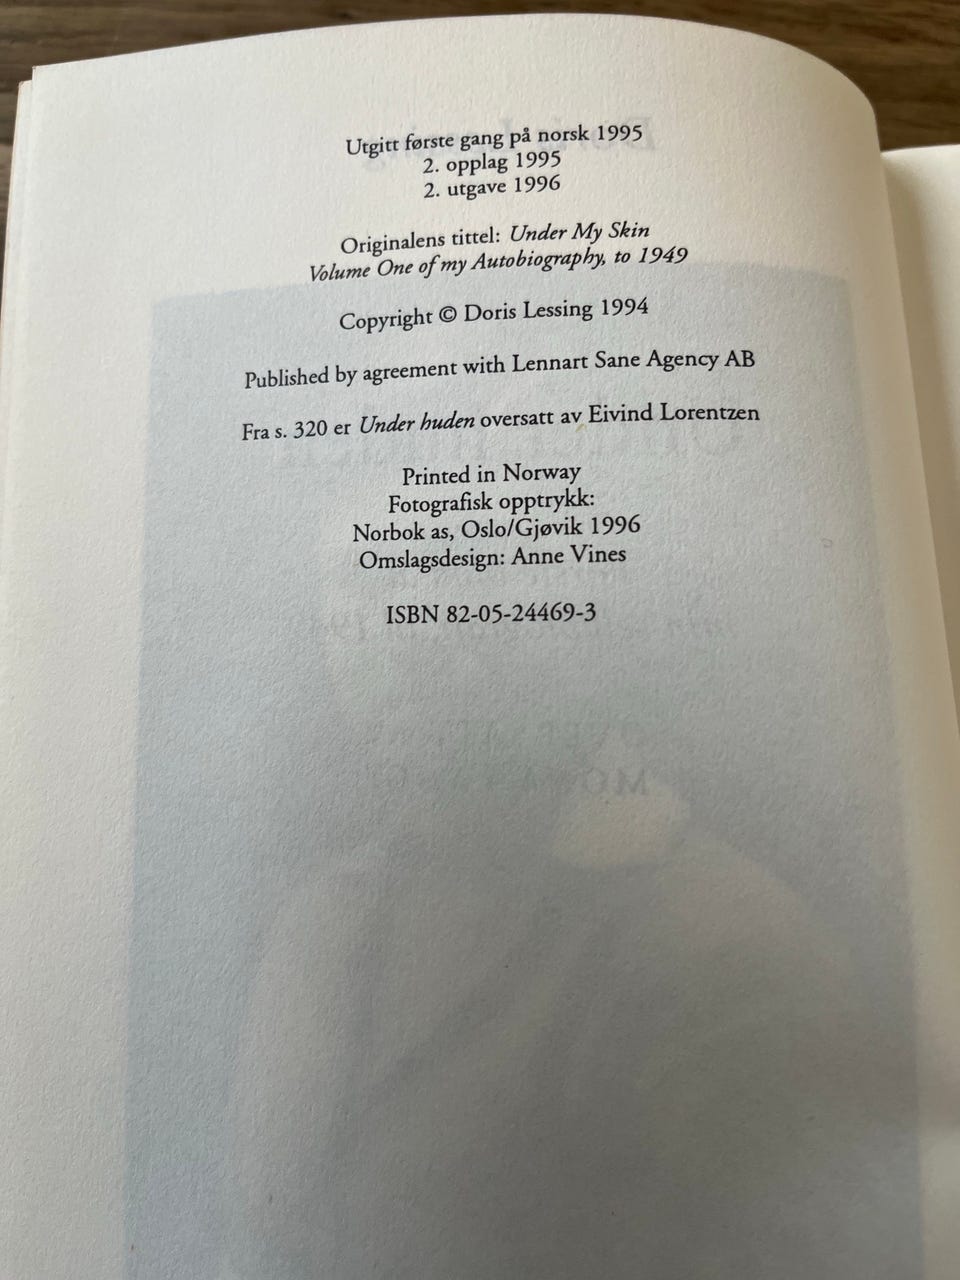 Utgitt første gang på norsk 1995
2. opplag 1995
2. utgave 1996
Originalens tittel: Under My Skin
Volume One of my Autobiography, to 1949
Copyright © Doris Lessing 1994
Published by agreement with Lennart Sane Agency AB
Fra s. 320 er Under huden oversatt av Eivind Lorentzen
Printed in Norway
Fotografisk opptrykk:
Norbok as, Oslo/Gjøvik 1996
Omslagsdesign: Anne Vines
ISBN 82-05-24469-3